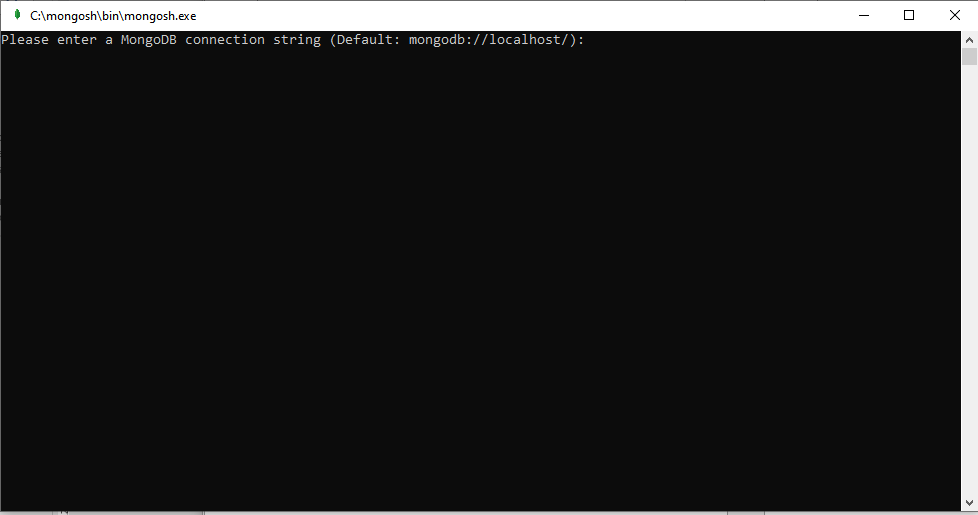 C:\mongosh\bin\mongosh.exe
Please enter a MongoDB connection string (Default: mongodb://localhost/):